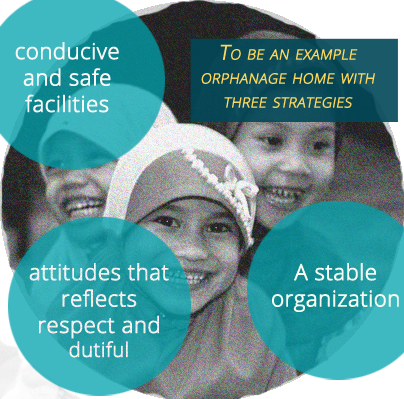 conducive
and safe
facilities
To be an example
orphanage home with
three strategies
attitudes that
reflects
respect and
dutiful
A stable
organization